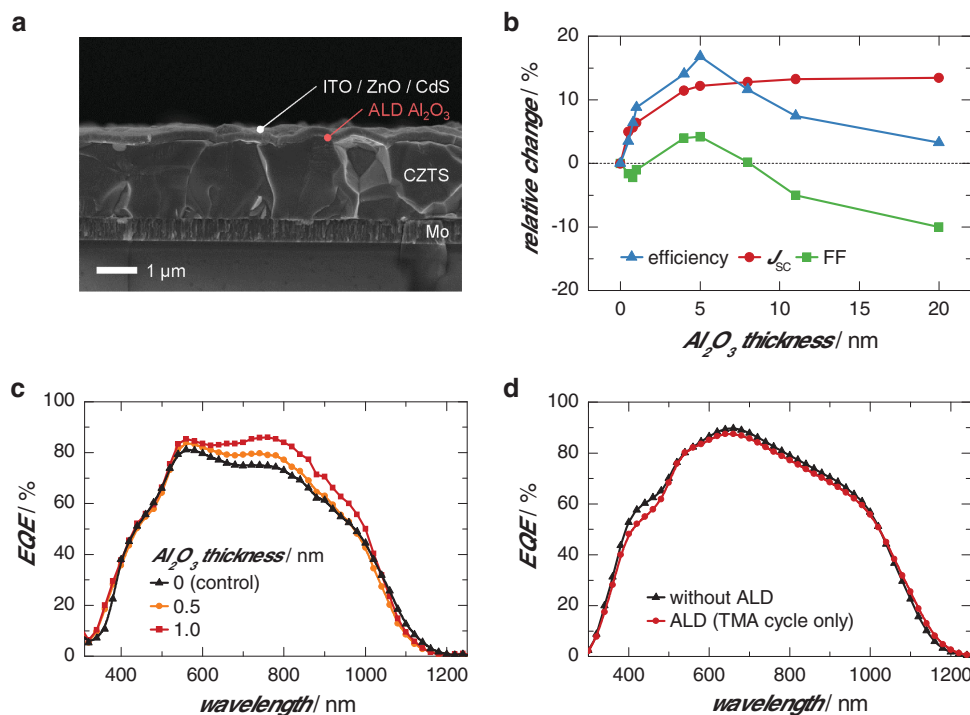 a
ITO / ZnO / CdS
ALD Al₂O₃
CZTS
Mo
1 μm
b
relative change / %
20
10
0
-10
-20
efficiency J_SC FF
0 5 10 15 20
Al₂O₃ thickness / nm
c
EQE / %
100
80
60
40
20
0
Al₂O₃ thickness / nm
0 (control)
0.5
1.0
400 600 800 1000 1200
wavelength / nm
d
EQE / %
100
80
60
40
20
0
without ALD
ALD (TMA cycle only)
400 600 800 1000 1200
wavelength / nm